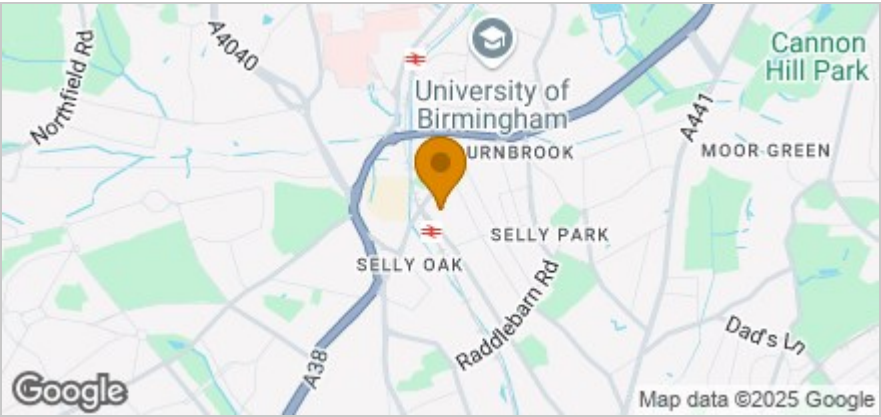 Northfield Rd
A4040
University of
Birmingham
Cannon
Hill Park
A441
URNBROOK
MOOR GREEN
SELLY PARK
SELLY OAK
Raddlebarn Rd
Dad's Ln
A38
Google
Map data ©2025 Google